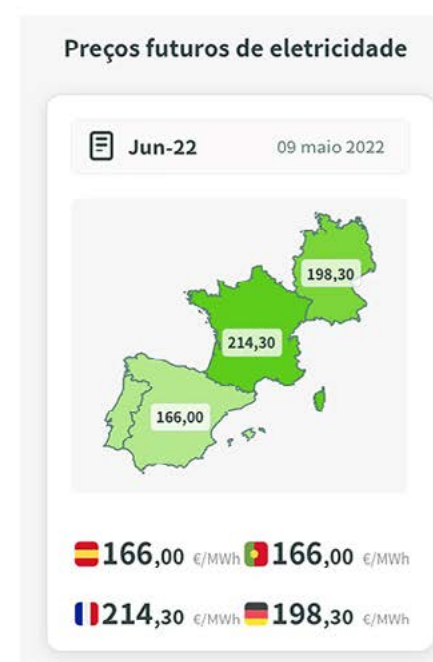 Preços futuros de eletricidade
Jun-22 09 maio 2022
198,30
214,30
166,00
166,00 €/MWh 166,00 €/MWh
214,30 €/MWh 198,30 €/MWh